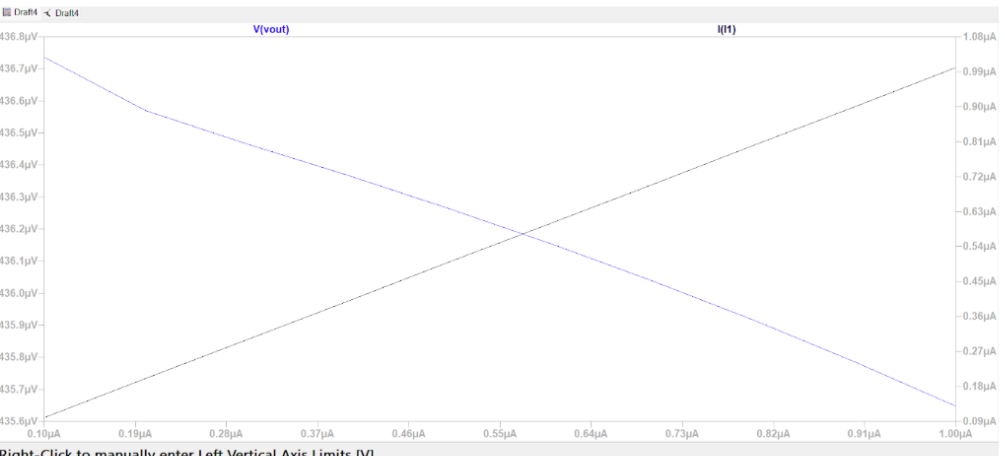 Draft4 Draft4
V(vout) I(I1)
436.8µV 1.08µA
436.7µV 0.99µA
436.6µV 0.90µA
436.5µV 0.81µA
436.4µV 0.72µA
436.3µV 0.63µA
436.2µV 0.54µA
436.1µV 0.45µA
436.0µV 0.36µA
435.9µV 0.27µA
435.8µV 0.18µA
435.7µV
435.6µV 0.09µA
0.10µA 0.19µA 0.28µA 0.37µA 0.46µA 0.55µA 0.64µA 0.73µA 0.82µA 0.91µA 1.00µA
Right-Click to manually enter Left Vertical Axis Limits [V]